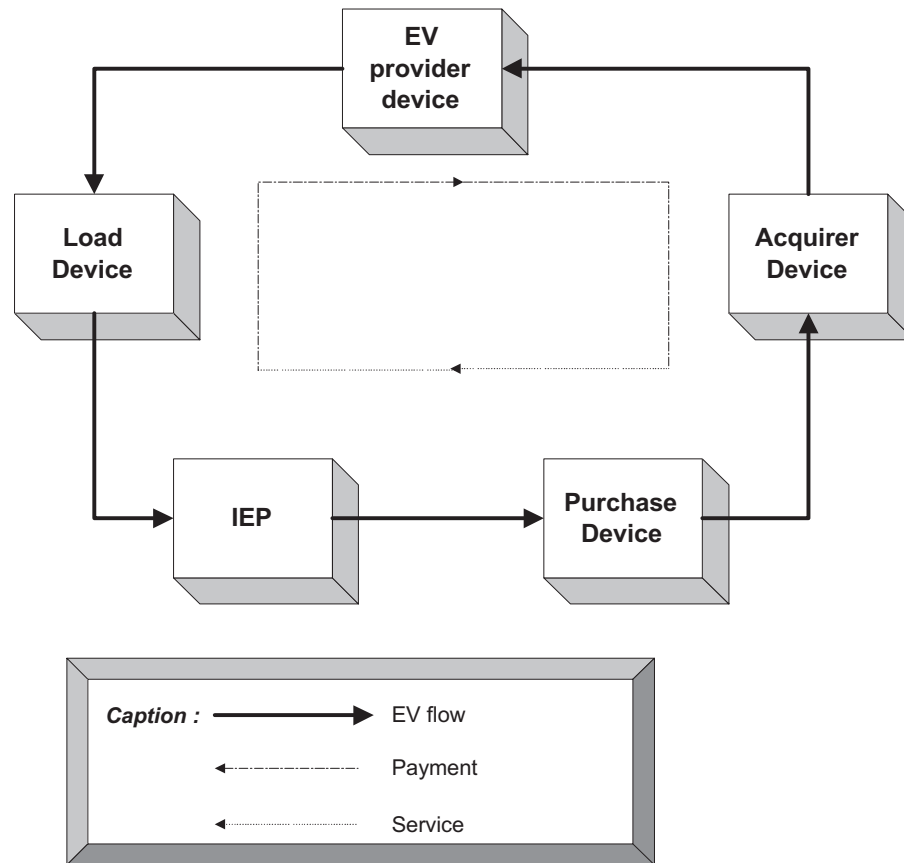 EV
provider
device
Load
Device
Acquirer
Device
IEP
Purchase
Device
Caption :
EV flow
Payment
Service